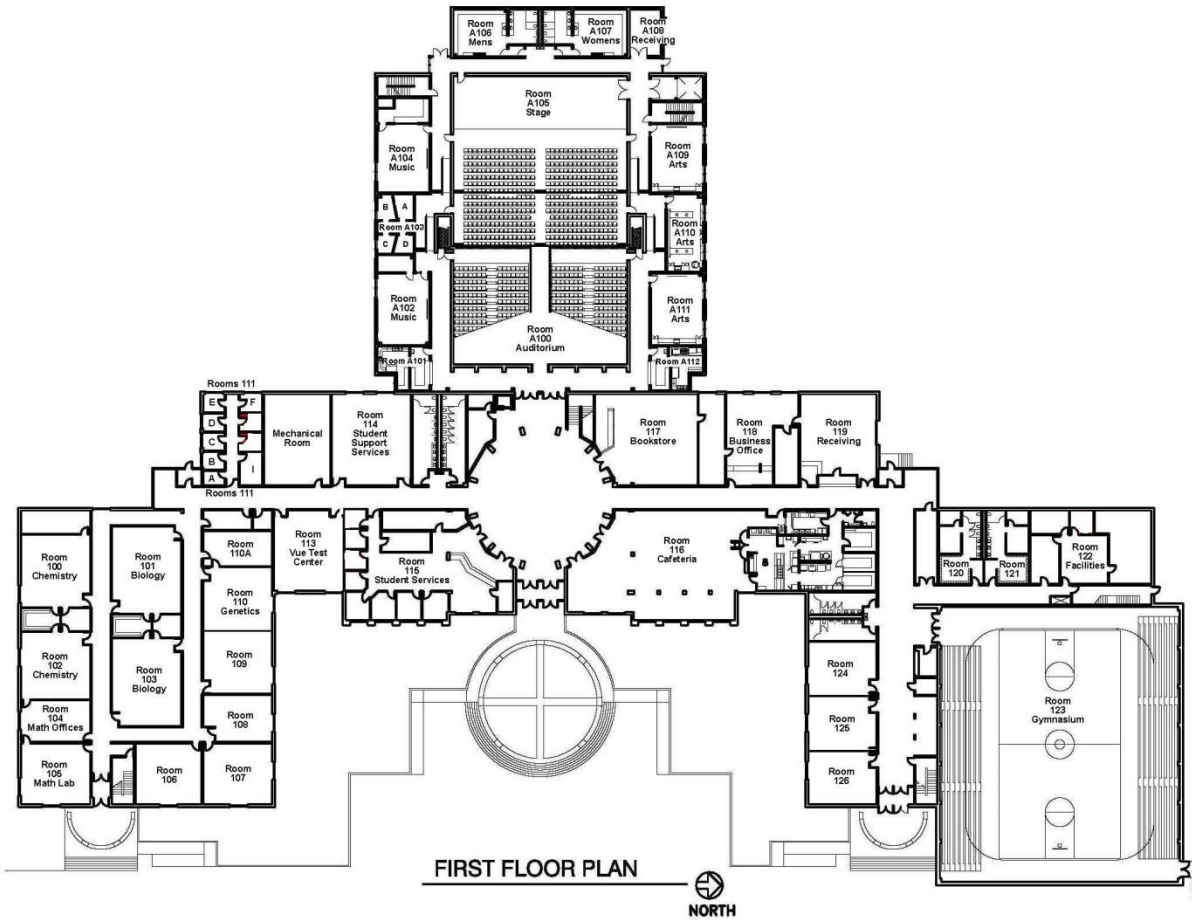 Room
A106
Mens
Room
A107
Womens
Room
A108
Receiving
Room
A105
Stage
Room
A104
Music
Room
A109
Arts
B
A
Room A103
C
D
Room
A110
Arts
Room
A102
Music
Room
A111
Arts
Room
A100
Auditorium
Room A101
Room A112
Rooms 111
E
F
D
C
B
I
A
Rooms 111
Mechanical
Room
Room
114
Student
Support
Services
Room
117
Bookstore
Room
118
Business
Office
Room
119
Receiving
Room
100
Chemistry
Room
101
Biology
Room
110A
Room
113
Vue Test
Center
Room
115
Student Services
Room
116
Cafeteria
Room
120
Room
121
Room
122
Facilities
Room
110
Genetics
Room
102
Chemistry
Room
103
Biology
Room
109
Room
124
Room
104
Math Offices
Room
108
Room
125
Room
123
Gymnasium
Room
105
Math Lab
Room
106
Room
107
Room
126
FIRST FLOOR PLAN
NORTH